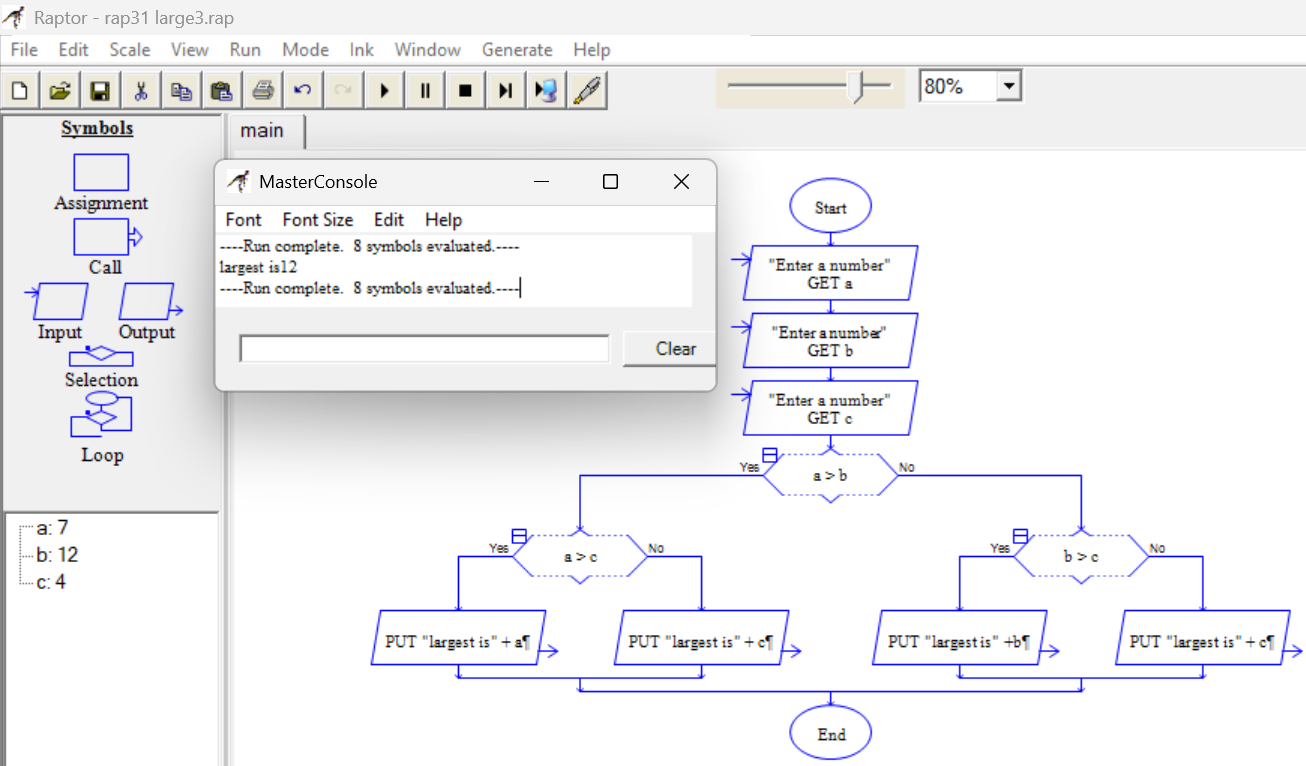 Raptor - rap31 large3.rap
File Edit Scale View Run Mode Ink Window Generate Help
80%
Symbols
Assignment
Call
Input Output
Selection
Loop
a: 7
b: 12
c: 4
main
MasterConsole
Font Font Size Edit Help
----Run complete. 8 symbols evaluated.----
largest is12
----Run complete. 8 symbols evaluated.----
Clear
Start
"Enter a number"
GET a
"Enter a number"
GET b
"Enter a number"
GET c
Yes a > b No
Yes a > c No
Yes b > c No
PUT "largest is" + a¶
PUT "largest is" + c¶
PUT "largest is" +b¶
PUT "largest is" + c¶
End